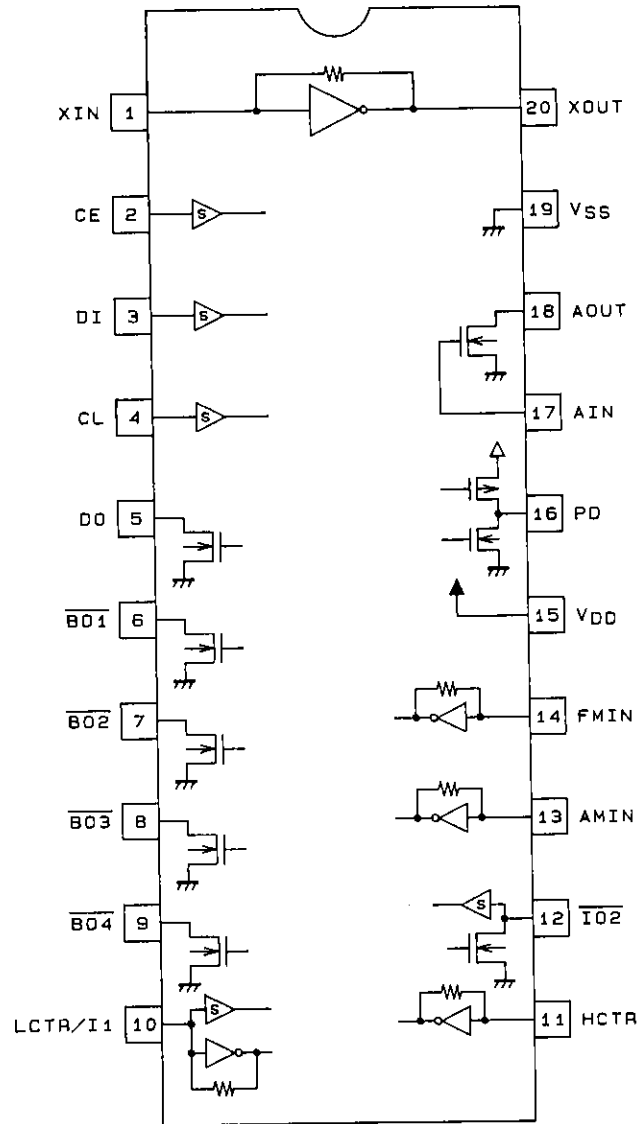 XIN 1
20 XOUT
CE 2 S
19 VSS
DI 3 S
18 AOUT
CL 4 S
17 AIN
DO 5
16 PD
BO1 6
15 VDD
BO2 7
14 FMIN
BO3 8
13 AMIN
BO4 9
S 12 IO2
LCTR/I1 10 S
11 HCTR